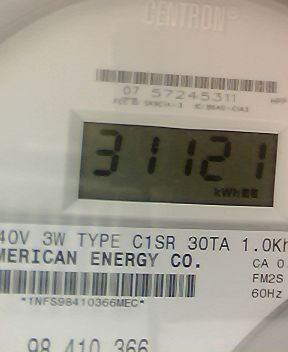 CENTRON®
07 57245311
31121
kWh
40V 3W TYPE C1SR 30TA 1.0Kh
MERICAN ENERGY CO.
CA 0.
FM2S
60Hz
*1NFS98410366MEC*
98 410 366